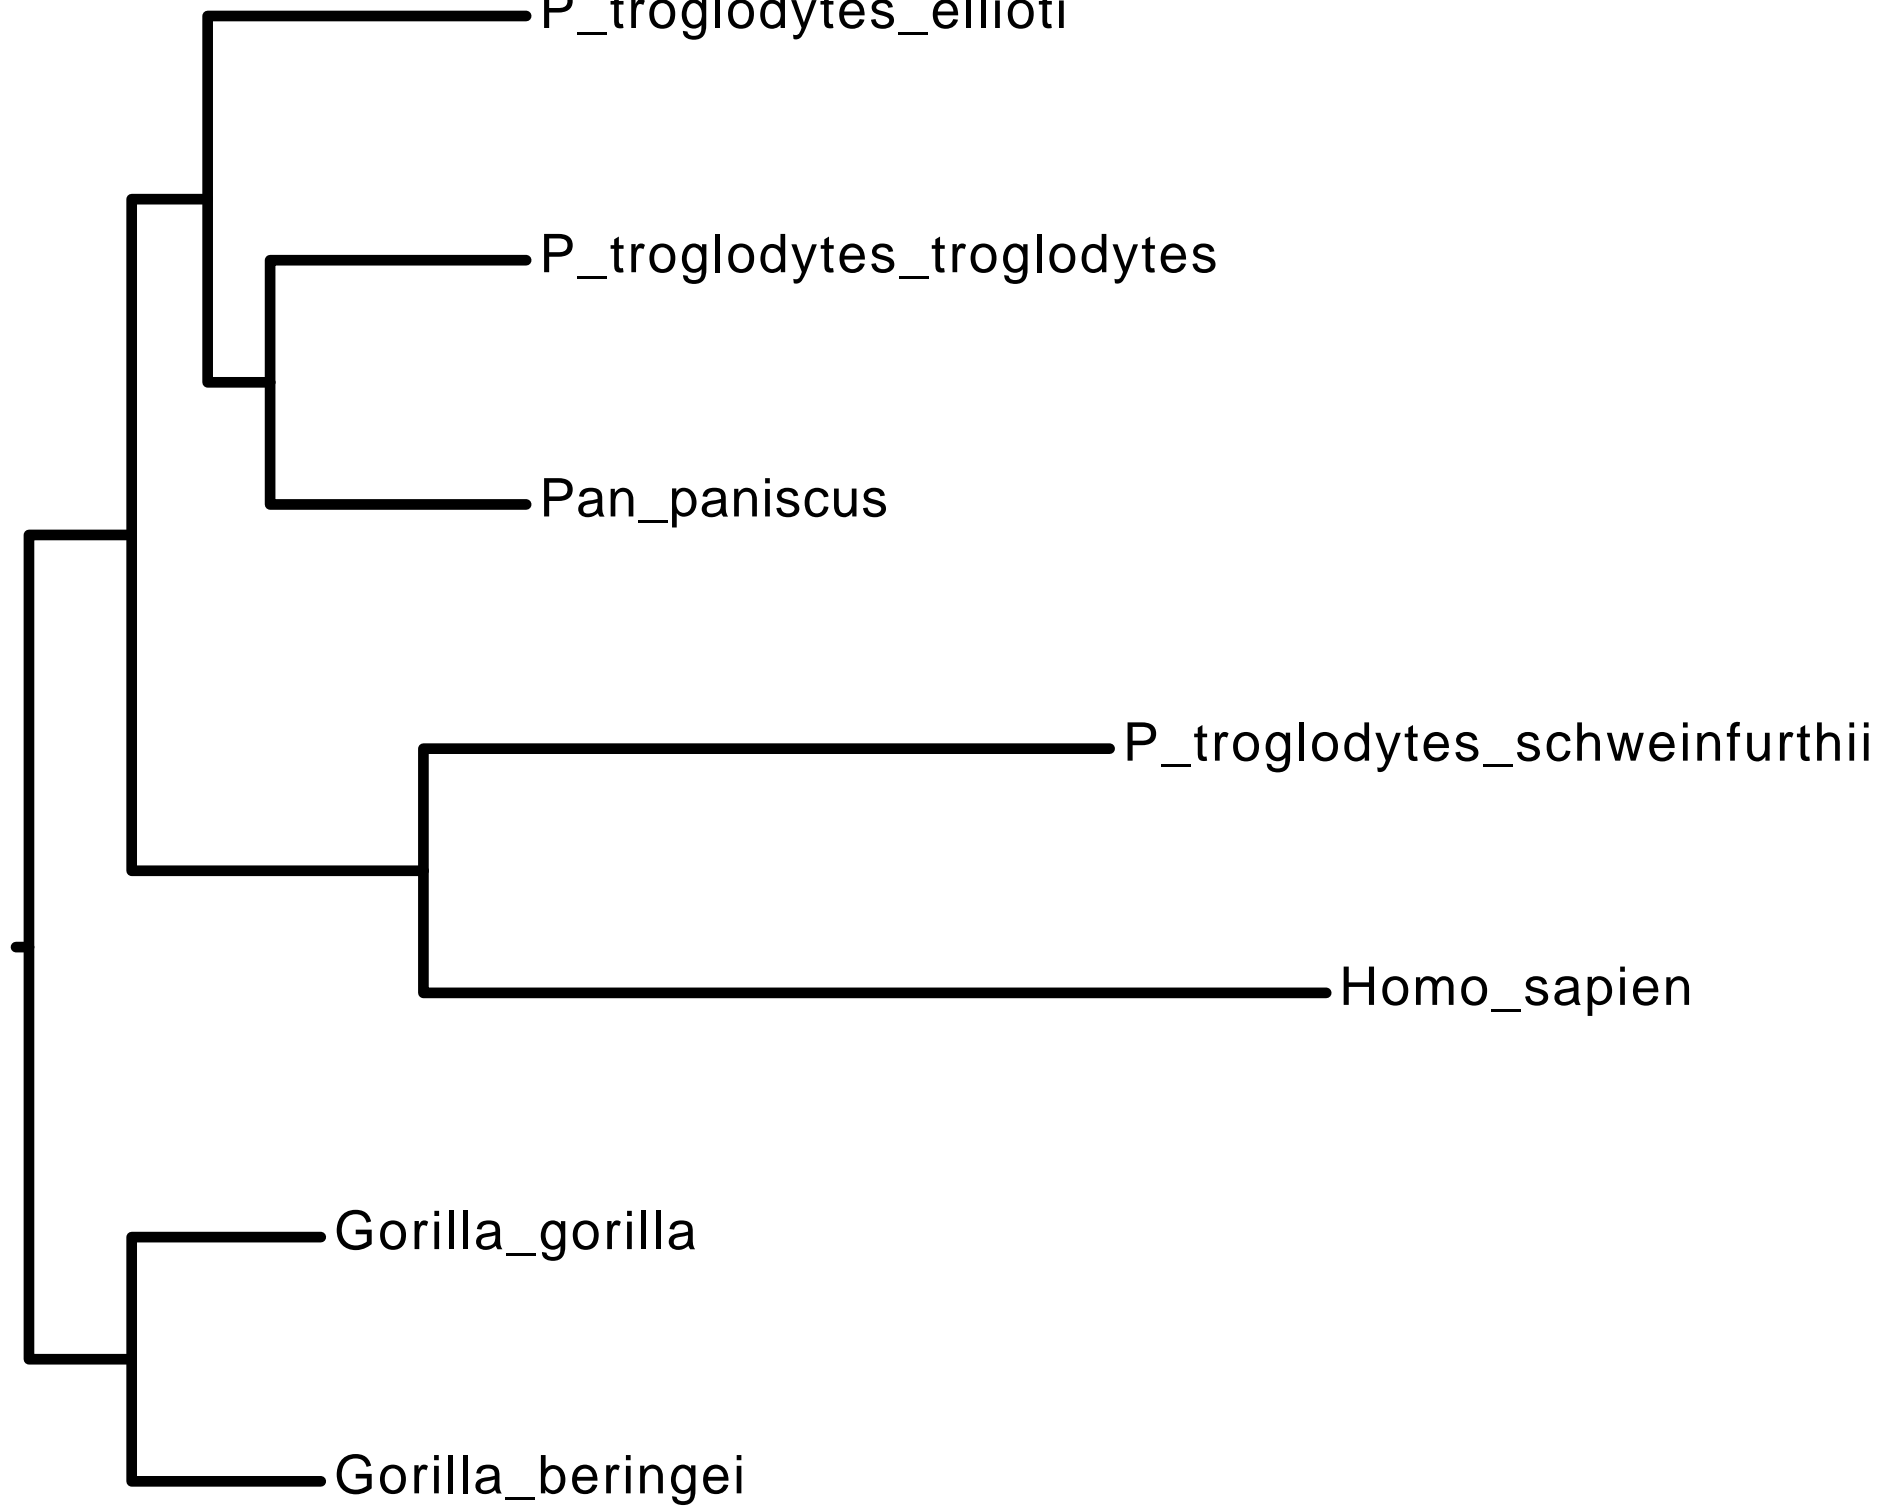 P_troglodytes_ellioti
P_troglodytes_troglodytes
Pan_paniscus
P_troglodytes_schweinfurthii
Homo_sapien
Gorilla_gorilla
Gorilla_beringei